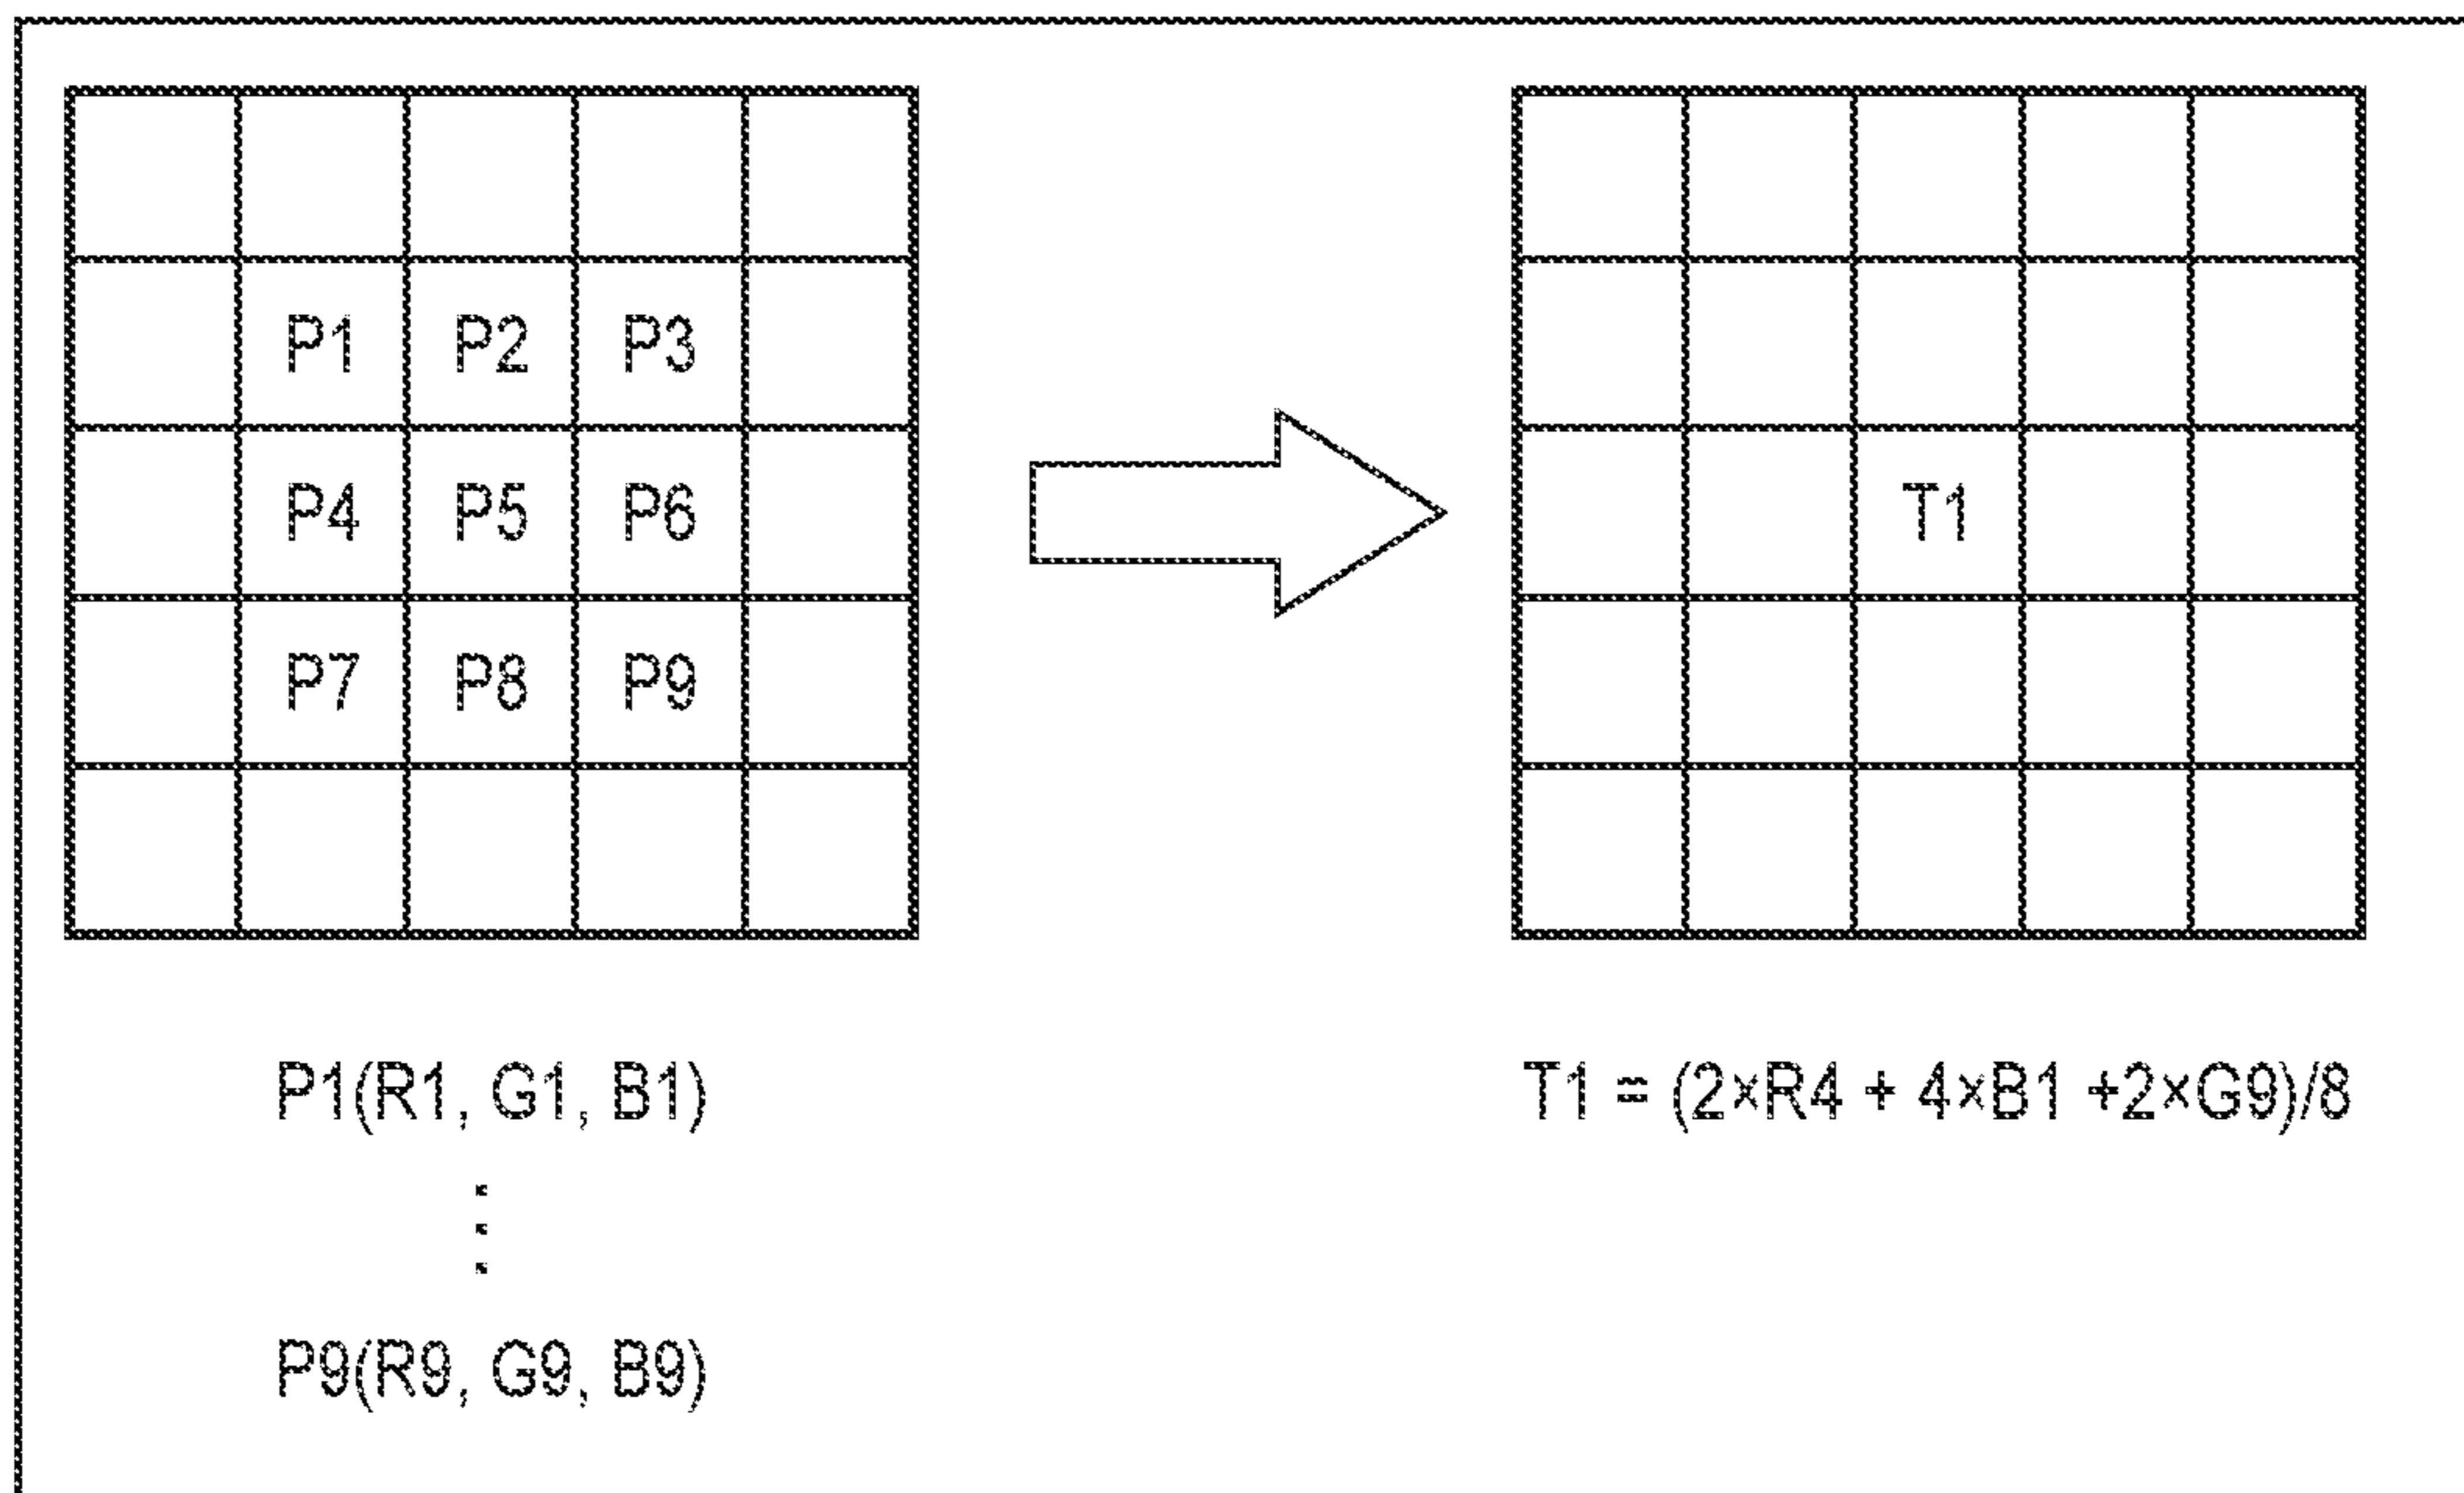 P1 P2 P3
P4 P5 P6
P7 P8 P9
T1
P1(R1, G1, B1)
⋮
P9(R9, G9, B9)
T1 = (2×R4 + 4×B1 +2×G9)/8